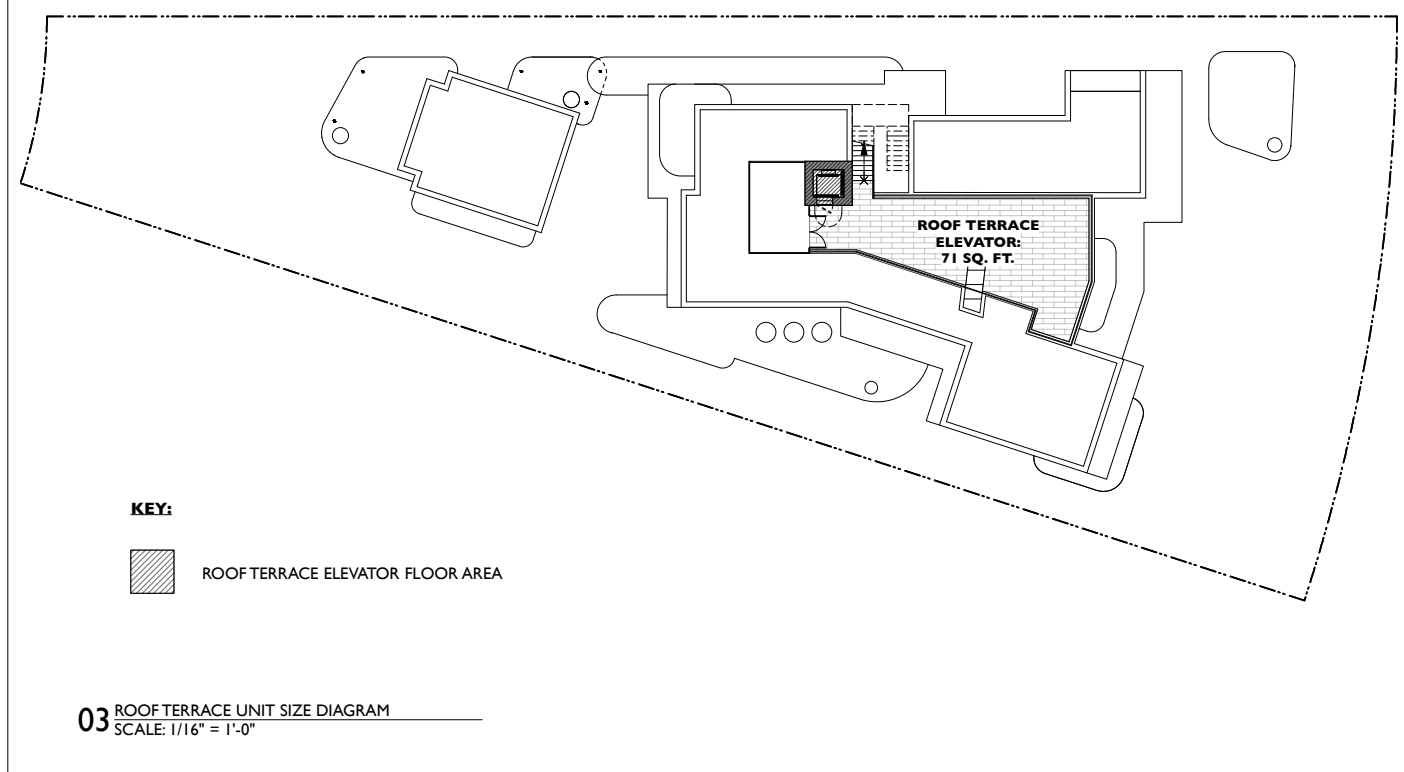 ROOF TERRACE
ELEVATOR:
71 SQ. FT.
KEY:
ROOF TERRACE ELEVATOR FLOOR AREA
03 ROOF TERRACE UNIT SIZE DIAGRAM
SCALE: 1/16" = 1'-0"